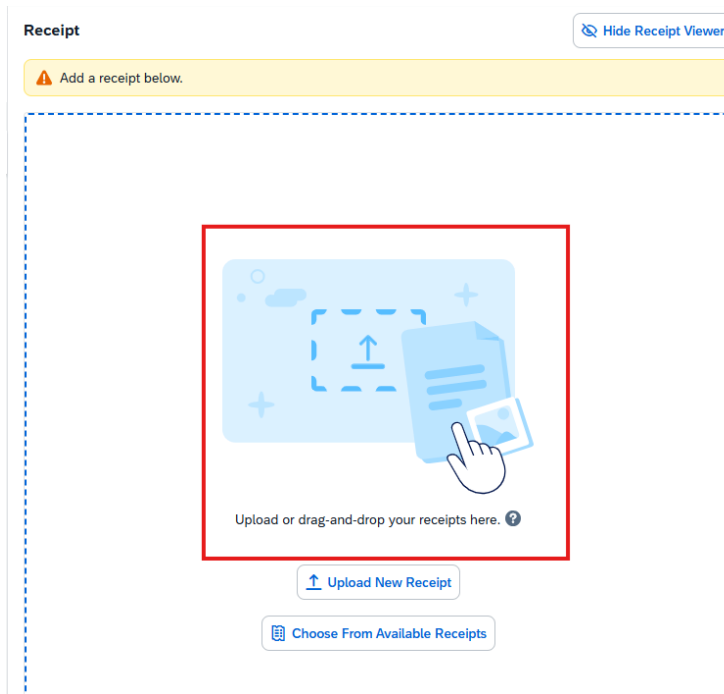 Receipt
Hide Receipt Viewer
Add a receipt below.
Upload or drag-and-drop your receipts here. ?
Upload New Receipt
Choose From Available Receipts